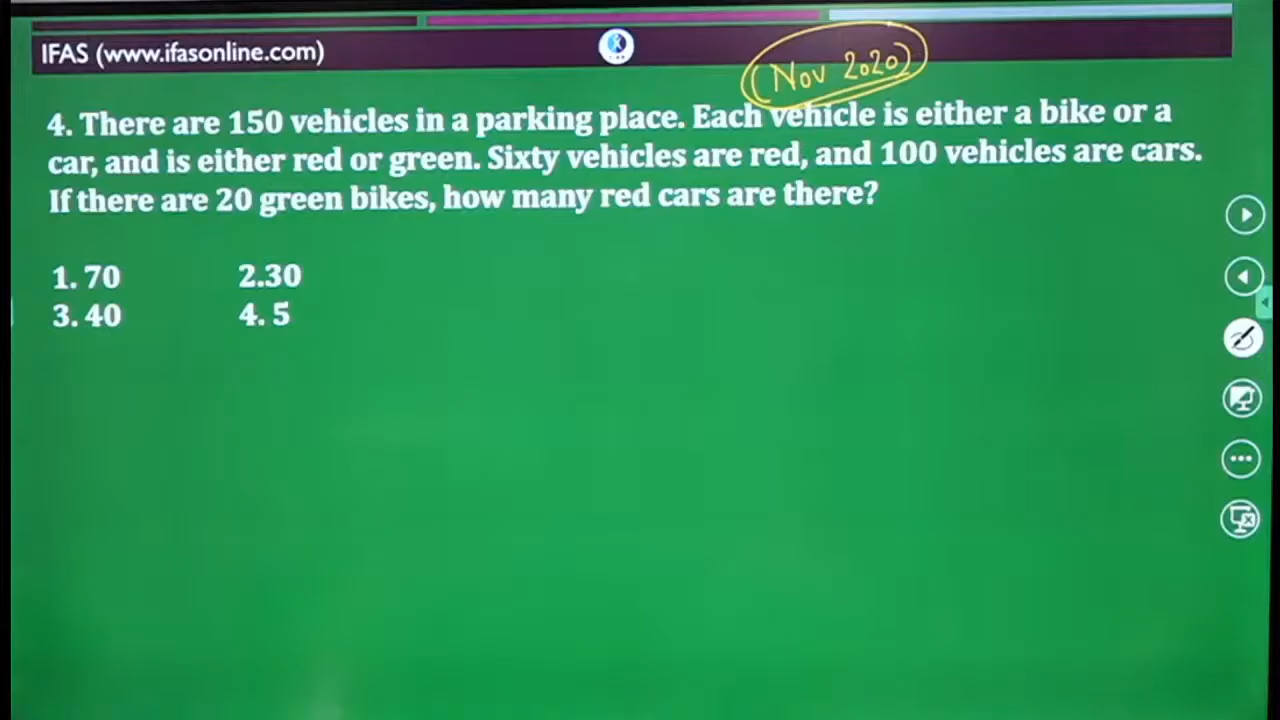 IFAS (www.ifasonline.com)
(Nov 2020)
4. There are 150 vehicles in a parking place. Each vehicle is either a bike or a
car, and is either red or green. Sixty vehicles are red, and 100 vehicles are cars.
If there are 20 green bikes, how many red cars are there?
1. 70 2.30
3. 40 4. 5